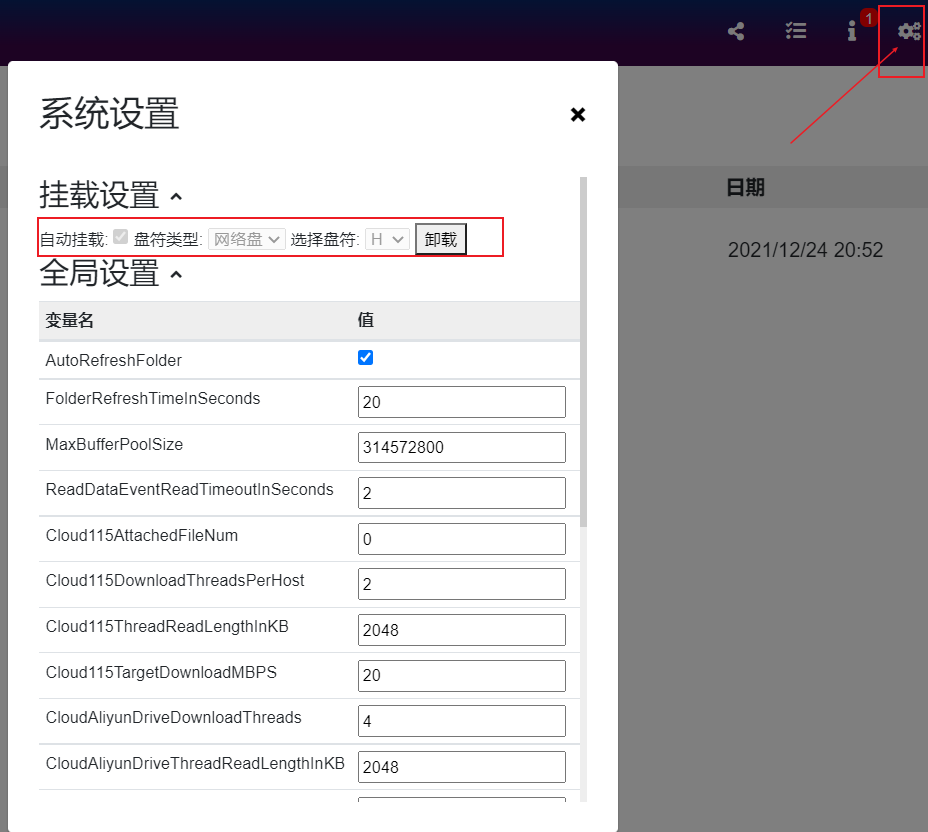 1
系统设置
挂载设置
自动挂载: 盘符类型: 网络盘 选择盘符: H 卸载
全局设置
变量名 值
AutoRefreshFolder
FolderRefreshTimeInSeconds 20
MaxBufferPoolSize 314572800
ReadDataEventReadTimeoutInSeconds 2
Cloud115AttachedFileNum 0
Cloud115DownloadThreadsPerHost 2
Cloud115ThreadReadLengthInKB 2048
Cloud115TargetDownloadMBPS 20
CloudAliyunDriveDownloadThreads 4
CloudAliyunDriveThreadReadLengthInKB 2048
日期
2021/12/24 20:52